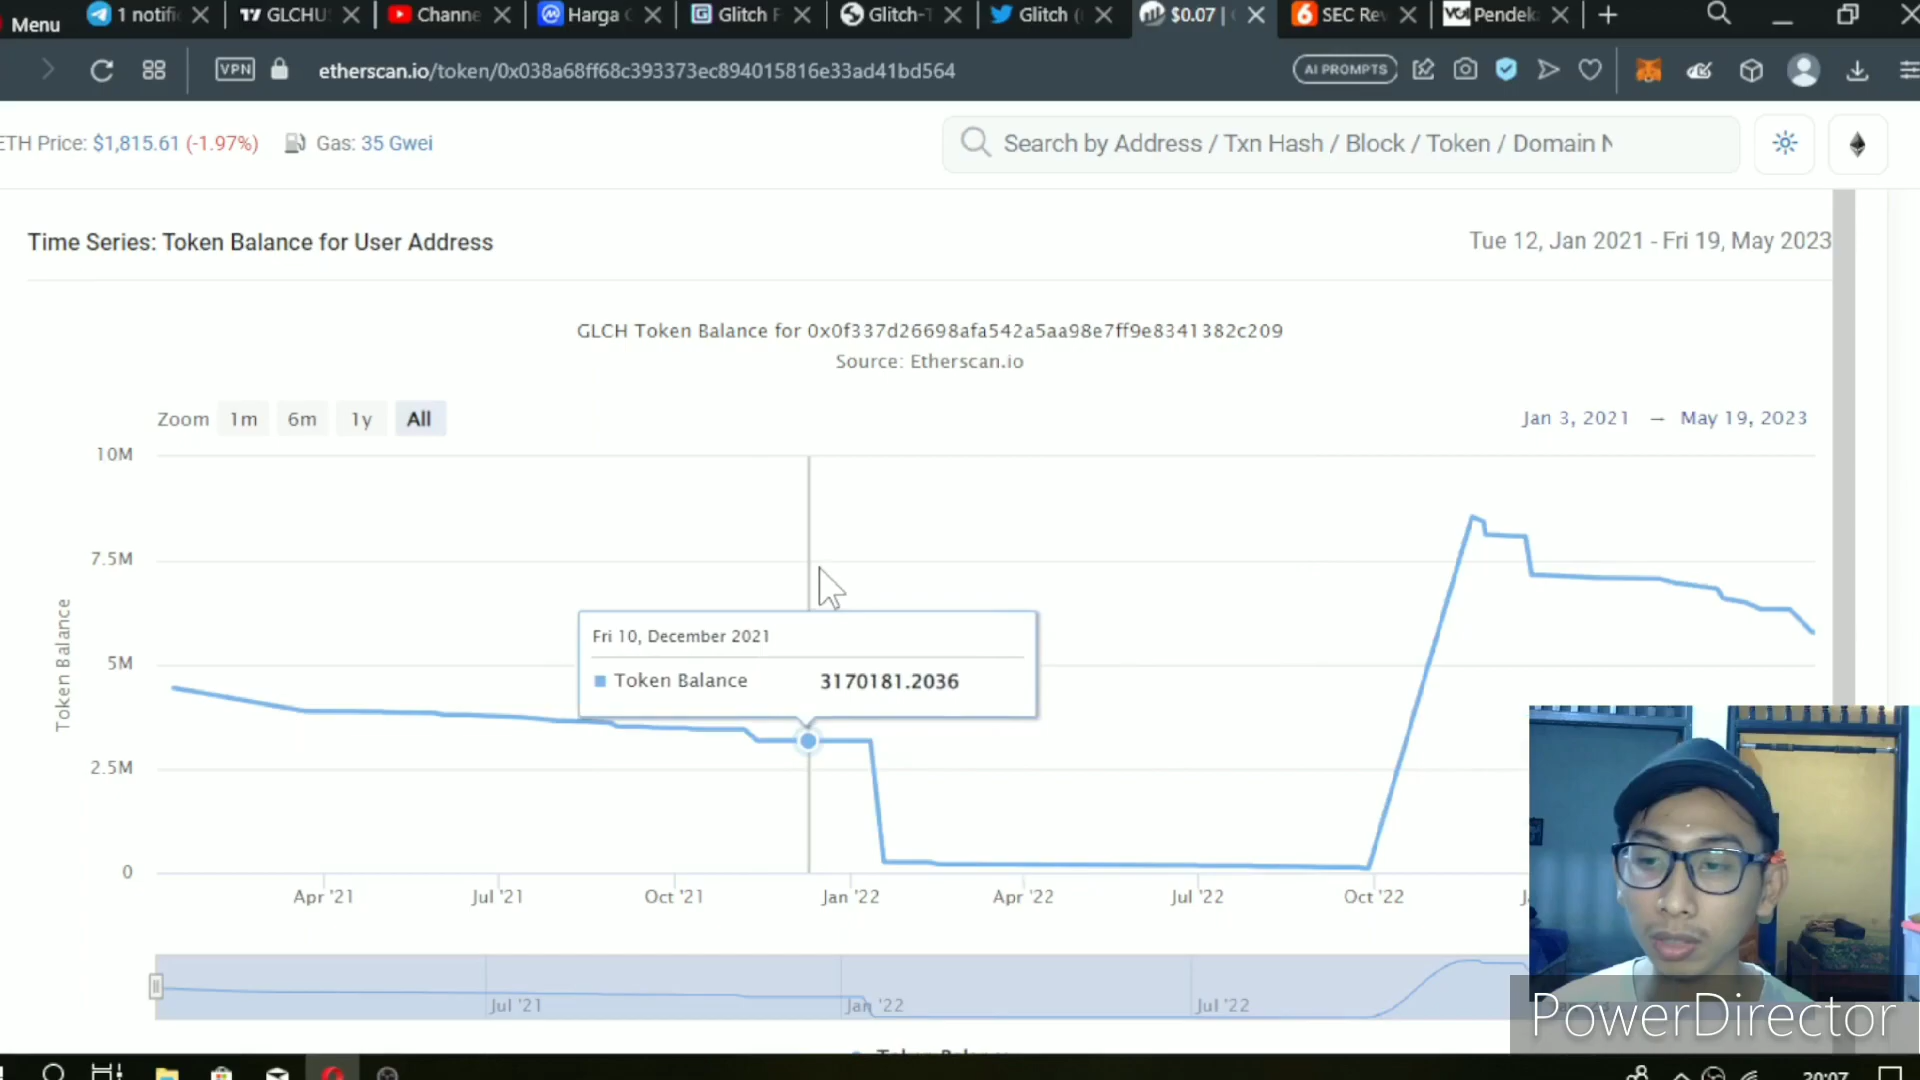 Menu
1 notifi
GLCHU
Channe
Harga
Glitch F
Glitch-T
Glitch (
$0.07 |
SEC Re
Pendek
VPN
etherscan.io/token/0x038a68ff68c393373ec894015816e33ad41bd564
AI PROMPTS
ETH Price: $1,815.61 (-1.97%)
Gas: 35 Gwei
Search by Address / Txn Hash / Block / Token / Domain N
Time Series: Token Balance for User Address
Tue 12, Jan 2021 - Fri 19, May 2023
GLCH Token Balance for 0x0f337d26698afa542a5aa98e7ff9e8341382c209
Source: Etherscan.io
Zoom 1m 6m 1y All
Jan 3, 2021 → May 19, 2023
10M
7.5M
5M
2.5M
0
Token Balance
Fri 10, December 2021
Token Balance 3170181.2036
Apr '21
Jul '21
Oct '21
Jan '22
Apr '22
Jul '22
Oct '22
Jul '21
Jan '22
Jul '22
Token Balance
PowerDirector
20:07